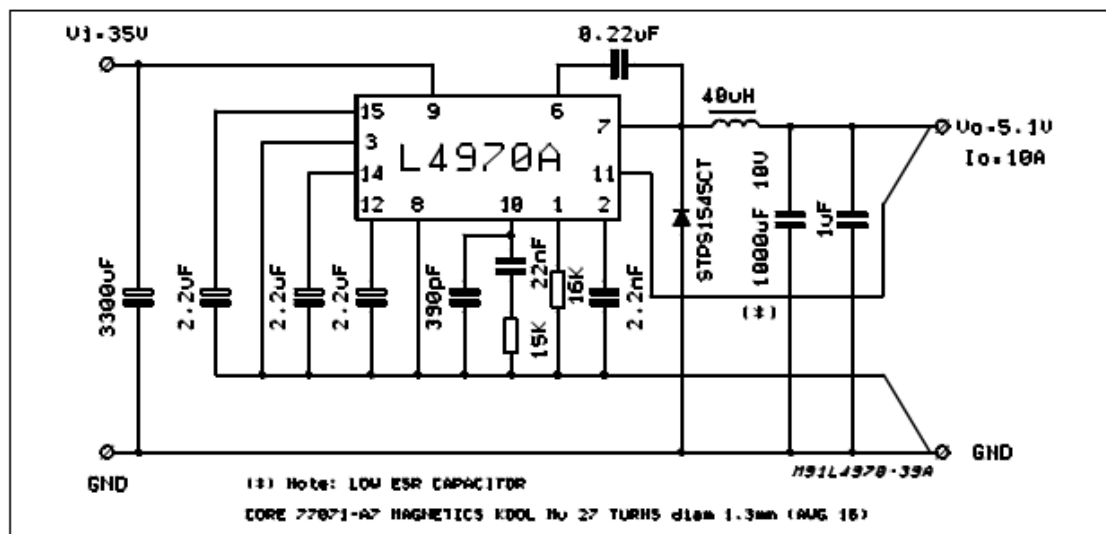 Vi=35V
0.22uF
40uH
15
9
6
7
3
L4970A
14
11
12
8
10
1
2
Vo=5.1V
Io=10A
3300uF
2.2uF
2.2uF
2.2uF
390pF
22nF
15K
16K
2.2nF
STPS1545CT
1000uF 10V
(*)
1uF
GND
GND
M91L4970-39A
(*) Note: LOW ESR CAPACITOR
CORE 77071-A7 MAGNETICS KOOL Mu 27 TURNS diam 1.3mm (AWG 16)